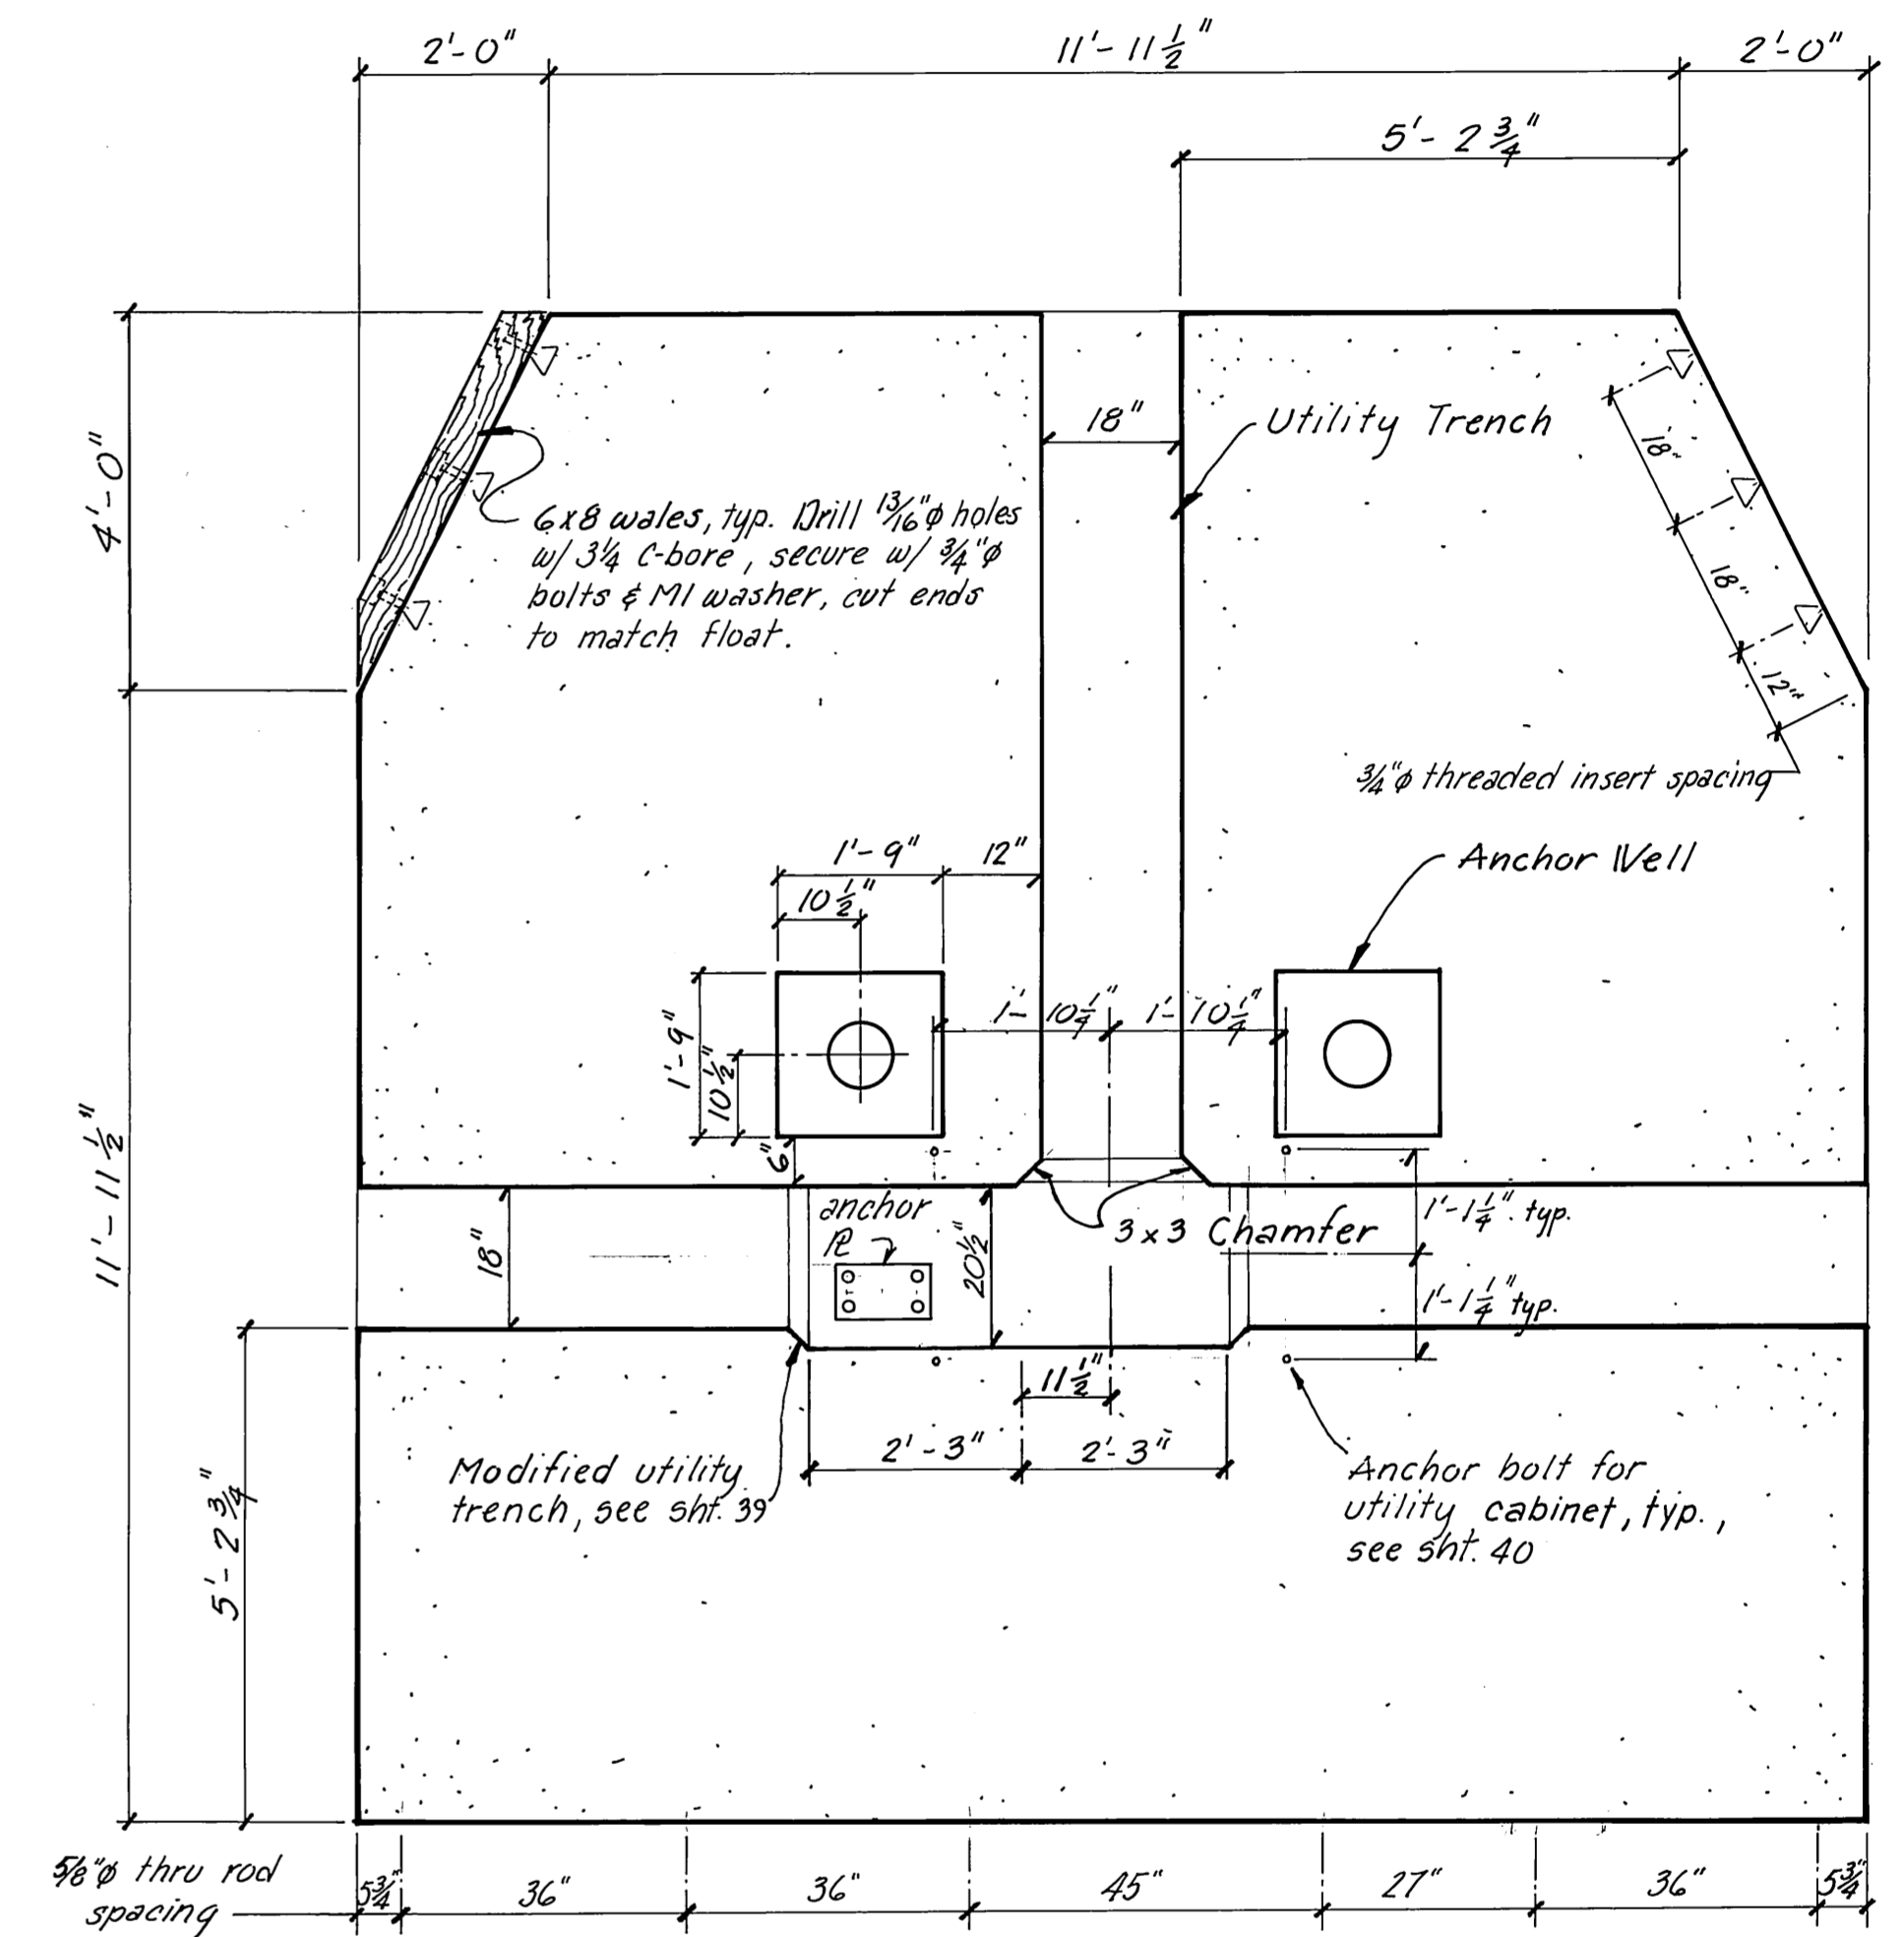 2'-0" 11'-11 1/2" 2'-0"
5'-2 3/4"
4'-0"
18"
Utility Trench
18"
18"
12"
6x8 wales, typ. Drill 13/16"φ holes
w/ 3 1/4 C-bore, secure w/ 3/4"φ
bolts & MI washer, cut ends
to match float.
3/4"φ threaded insert spacing
1'-9" 12"
10 1/2"
Anchor Well
1'-9"
10 1/2"
1'-10 1/4" 1'-10 1/4"
6"
11'-11 1/2"
18"
anchor
PL
20 1/2"
3x3 Chamfer
1'-1 1/4" typ.
1'-1 1/4" typ.
11 1/2"
2'-3" 2'-3"
Modified utility
trench, see sht. 39
Anchor bolt for
utility cabinet, typ.,
see sht. 40
5'-2 3/4"
5/8"φ thru rod
spacing
5 3/4" 36" 36" 45" 27" 36" 5 3/4"